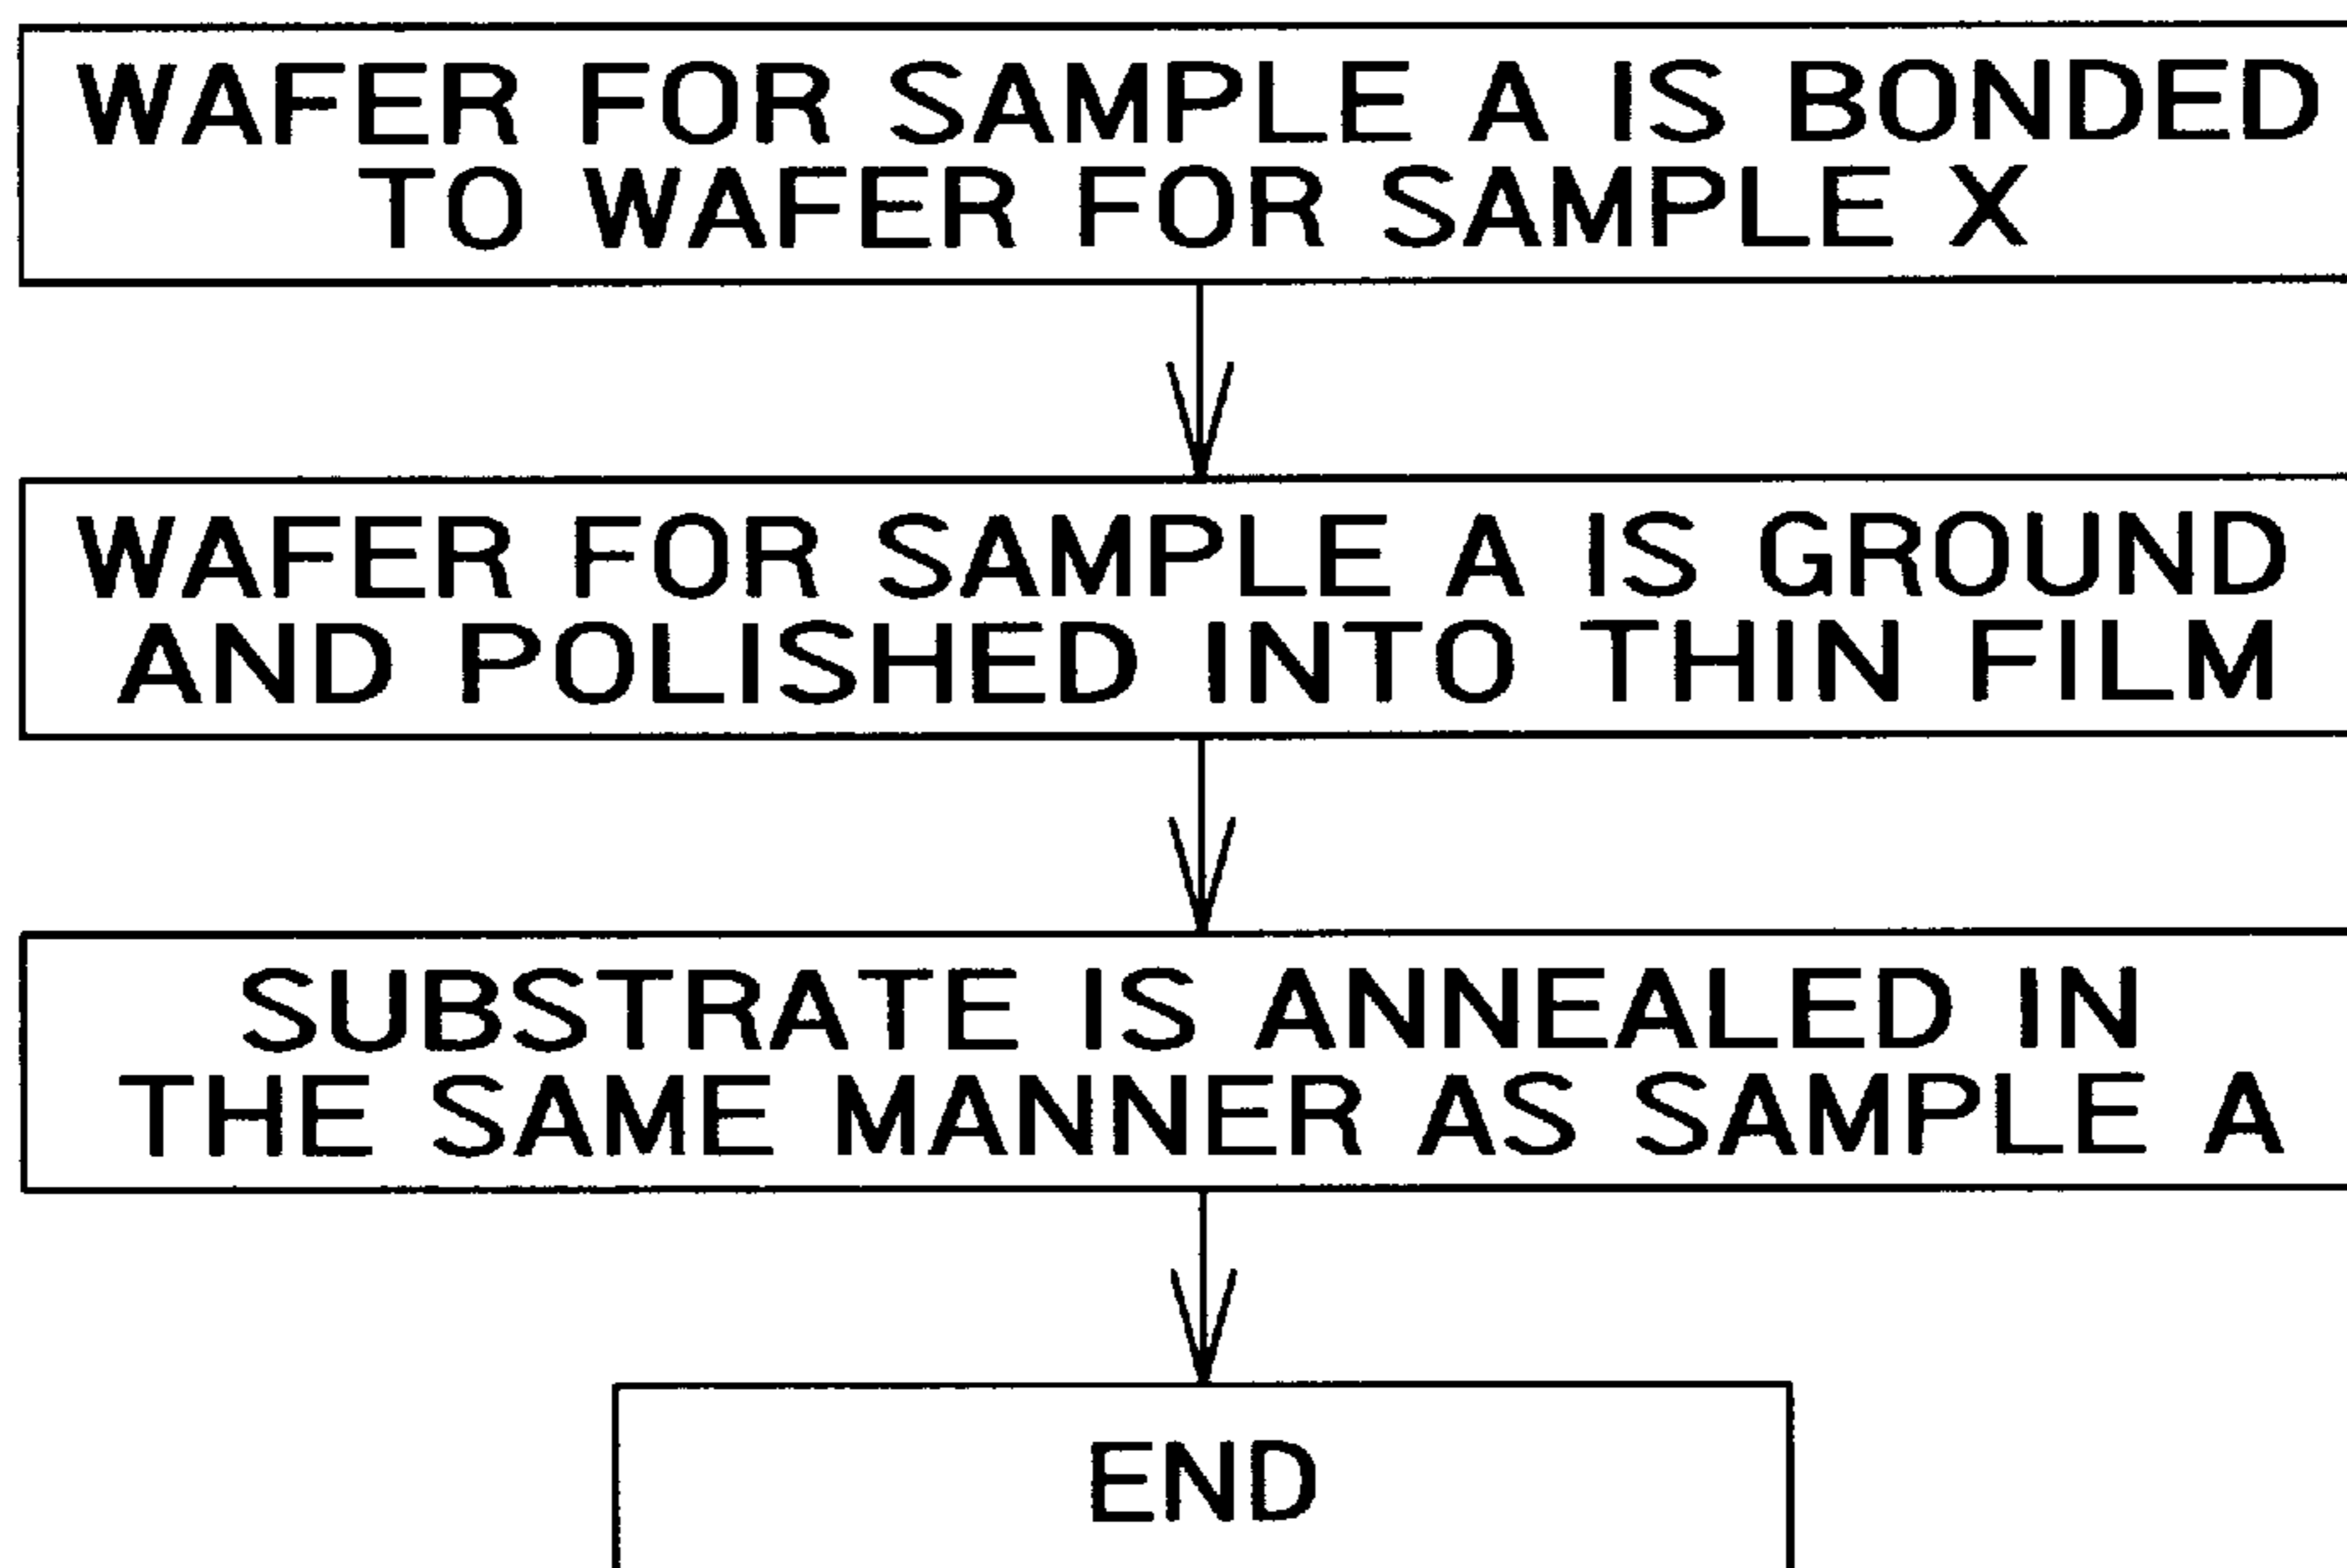 WAFER FOR SAMPLE A IS BONDED
TO WAFER FOR SAMPLE X
WAFER FOR SAMPLE A IS GROUND
AND POLISHED INTO THIN FILM
SUBSTRATE IS ANNEALED IN
THE SAME MANNER AS SAMPLE A
END